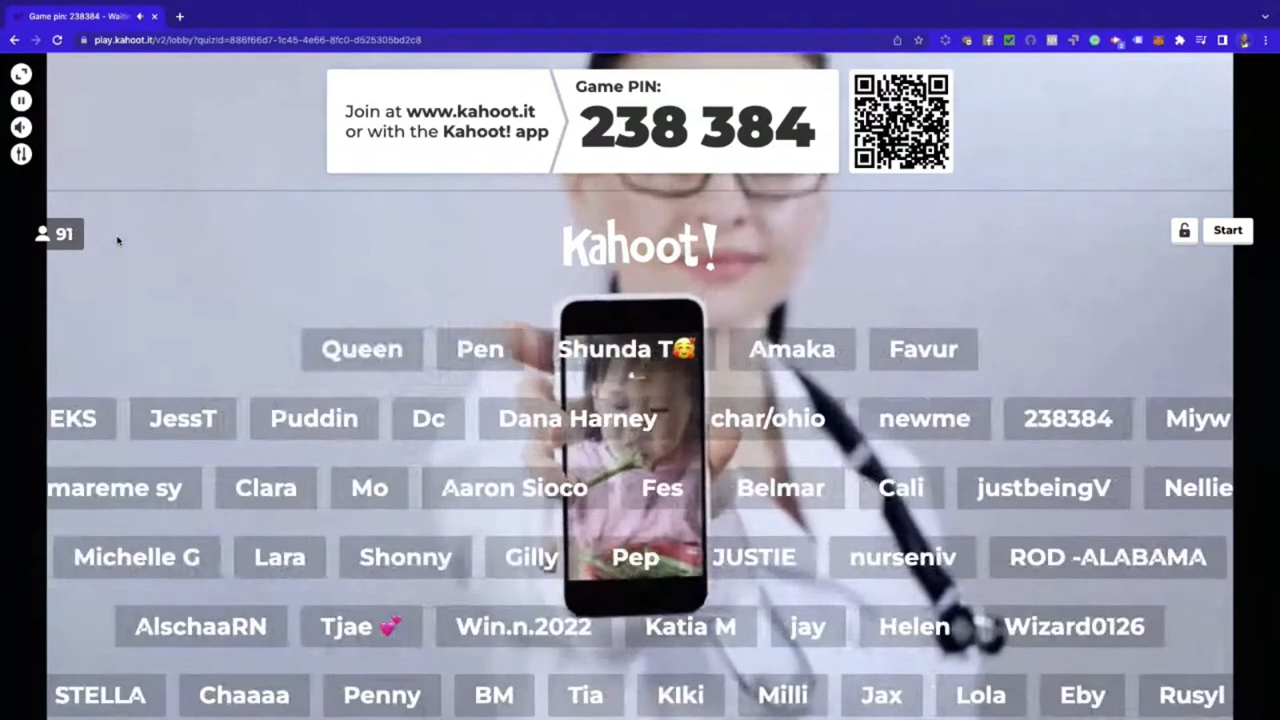 Game pin: 238384 - Waiti
play.kahoot.it/v2/lobby?quizId=886f66d7-1c45-4e66-8fc0-d525305bd2c8
Join at www.kahoot.it
or with the Kahoot! app
Game PIN:
238 384
91
Kahoot!
Start
Queen Pen Shunda T🥰 Amaka Favur
EKS JessT Puddin Dc Dana Harney char/ohio newme 238384 Miyw
mareme sy Clara Mo Aaron Sioco Fes Belmar Cali justbeingV Nellie
Michelle G Lara Shonny Gilly Pep JUSTIE nurseniv ROD -ALABAMA
AlschaaRN Tjae 💕 Win.n.2022 Katia M jay Helen Wizard0126
STELLA Chaaaa Penny BM Tia KIki Milli Jax Lola Eby Rusyl